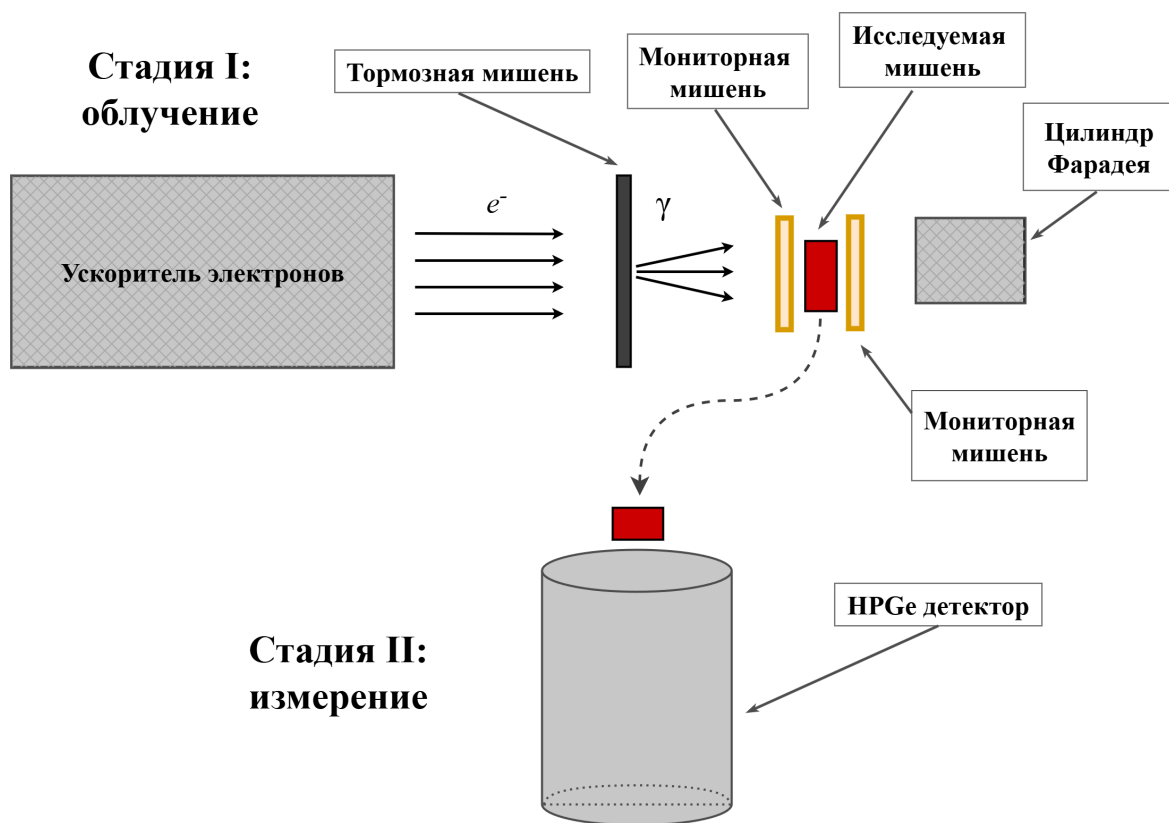 Стадия I:
облучение
Тормозная мишень
Мониторная
мишень
Исследуемая
мишень
Цилиндр
Фарадея
e-
γ
Ускоритель электронов
Мониторная
мишень
HPGe детектор
Стадия II:
измерение